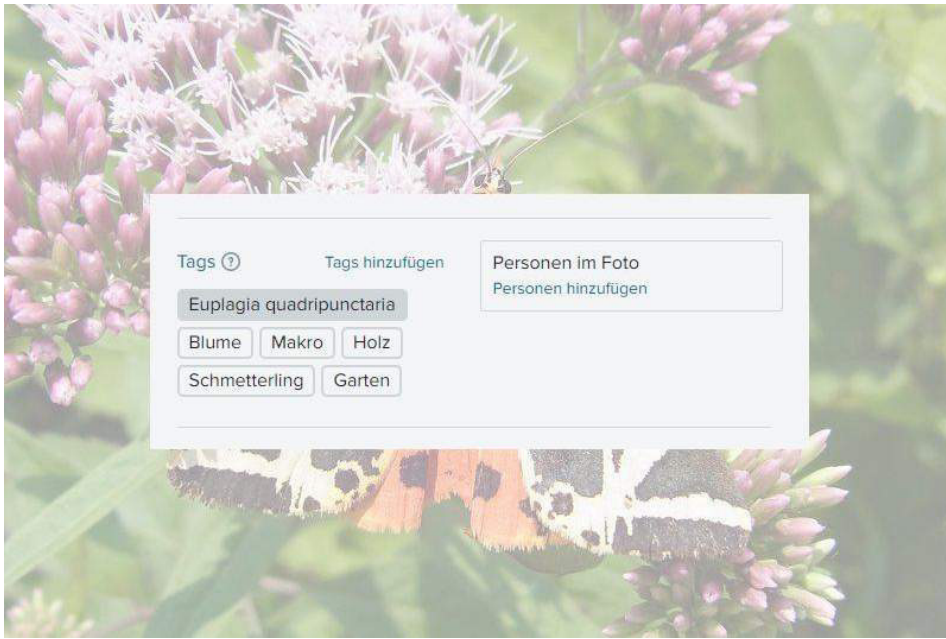 Tags ? Tags hinzufügen
Euplagia quadripunctaria
Blume Makro Holz
Schmetterling Garten
Personen im Foto
Personen hinzufügen